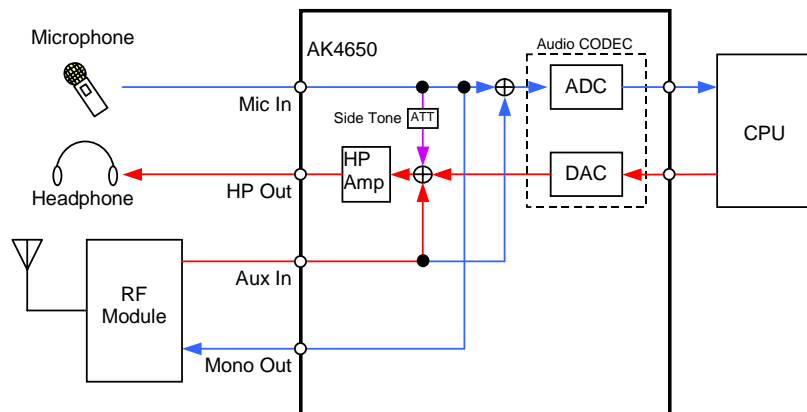 Microphone
AK4650
Audio CODEC
Mic In
ADC
CPU
Side Tone
ATT
HP
Amp
DAC
Headphone
HP Out
RF
Module
Aux In
Mono Out